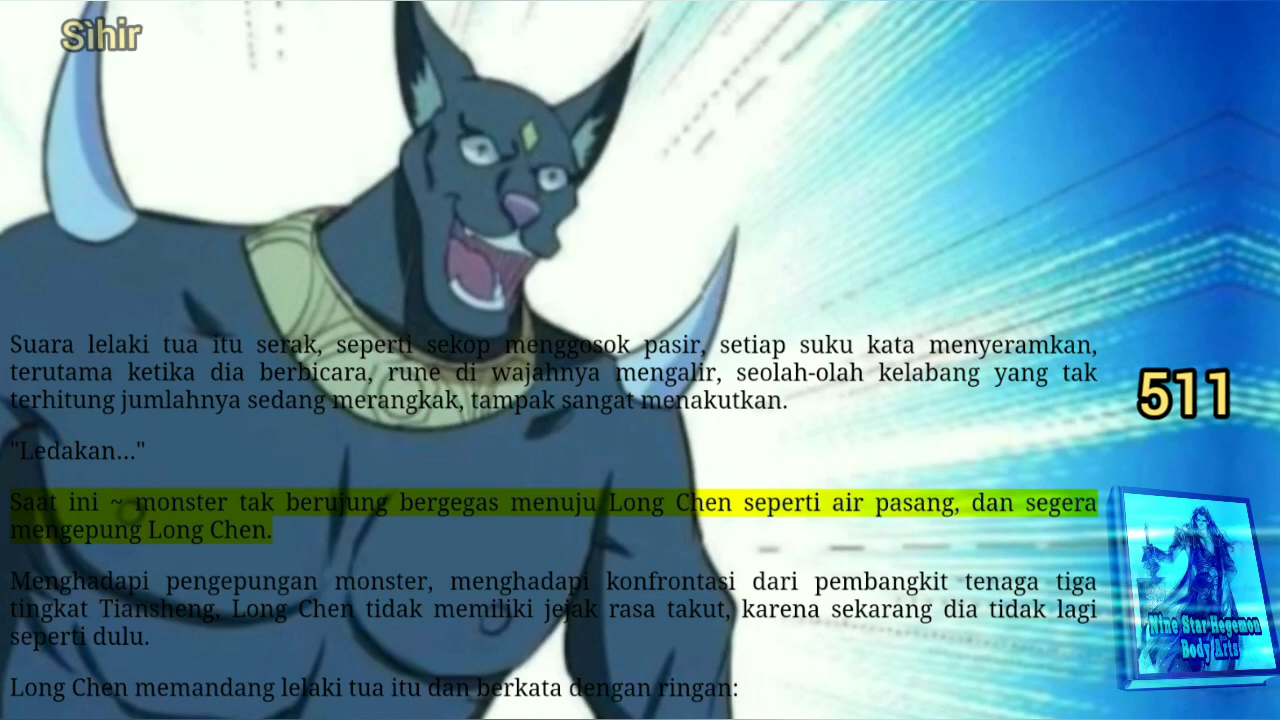 Sìhir
Suara lelaki tua itu serak, seperti sekop menggosok pasir, setiap suku kata menyeramkan,
terutama ketika dia berbicara, rune di wajahnya mengalir, seolah-olah kelabang yang tak
terhitung jumlahnya sedang merangkak, tampak sangat menakutkan.
511
"Ledakan..."
Saat ini ~ monster tak berujung bergegas menuju Long Chen seperti air pasang, dan segera
mengepung Long Chen.
Menghadapi pengepungan monster, menghadapi konfrontasi dari pembangkit tenaga tiga
tingkat Tiansheng, Long Chen tidak memiliki jejak rasa takut, karena sekarang dia tidak lagi
seperti dulu.
Nine Star Hegemon
Body Arts
Long Chen memandang lelaki tua itu dan berkata dengan ringan: